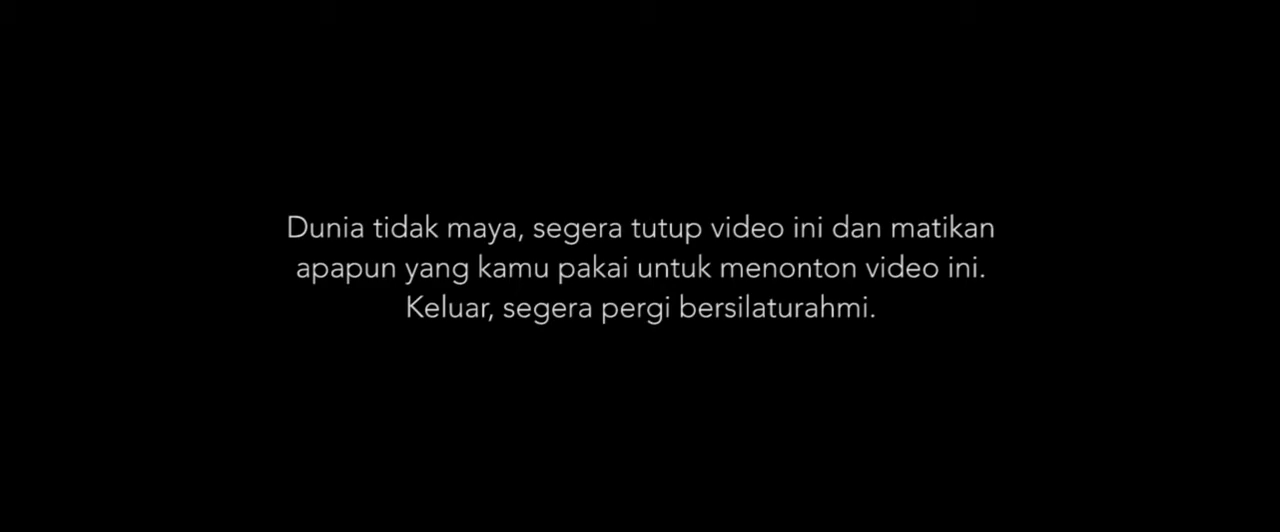 Dunia tidak maya, segera tutup video ini dan matikan
apapun yang kamu pakai untuk menonton video ini.
Keluar, segera pergi bersilaturahmi.